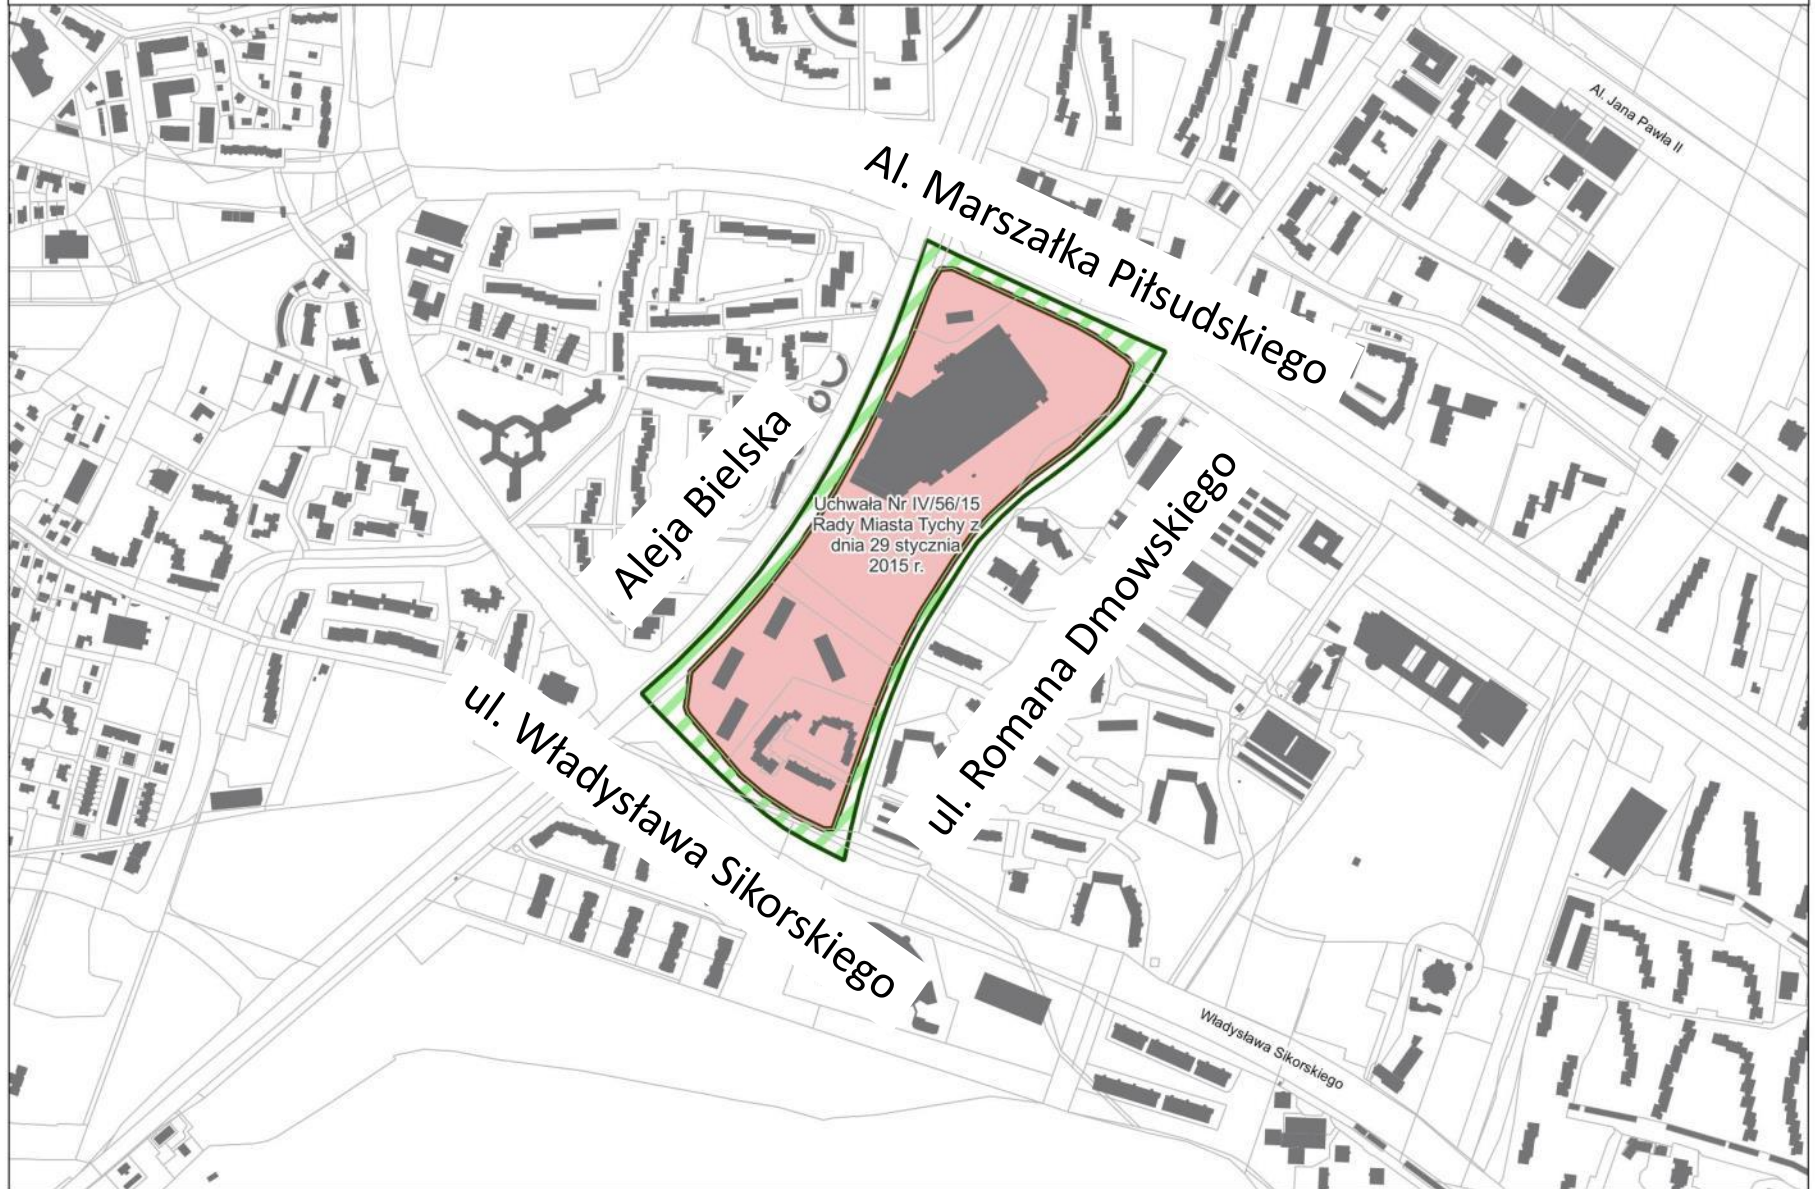 Al. Jana Pawła II
Al. Marszałka Piłsudskiego
Aleja Bielska
Uchwała Nr IV/56/15
Rady Miasta Tychy z
dnia 29 stycznia
2015 r.
ul. Romana Dmowskiego
ul. Władysława Sikorskiego
Władysława Sikorskiego